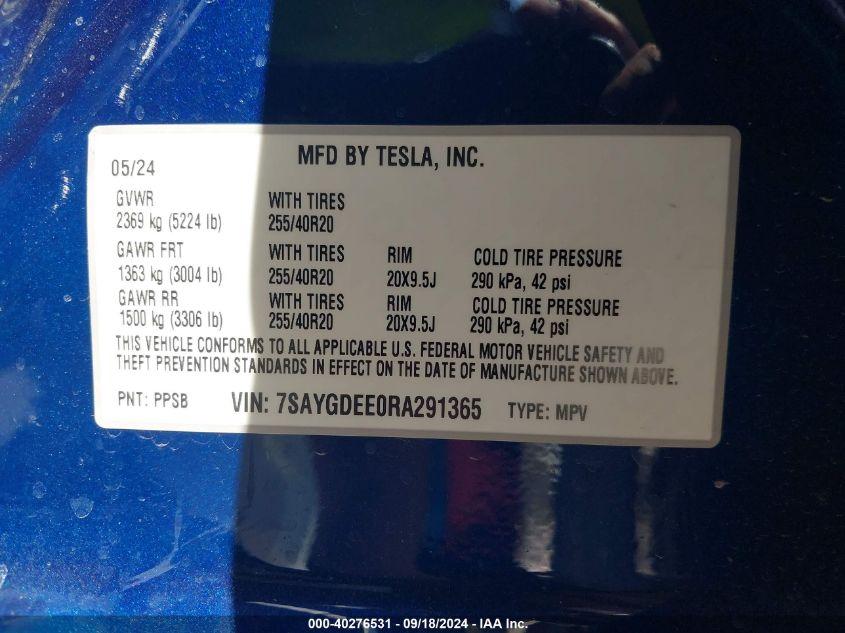 05/24 MFD BY TESLA, INC.
GVWR WITH TIRES
2369 kg (5224 lb) 255/40R20
GAWR FRT WITH TIRES RIM COLD TIRE PRESSURE
1363 kg (3004 lb) 255/40R20 20X9.5J 290 kPa, 42 psi
GAWR RR WITH TIRES RIM COLD TIRE PRESSURE
1500 kg (3306 lb) 255/40R20 20X9.5J 290 kPa, 42 psi
THIS VEHICLE CONFORMS TO ALL APPLICABLE U.S. FEDERAL MOTOR VEHICLE SAFETY AND
THEFT PREVENTION STANDARDS IN EFFECT ON THE DATE OF MANUFACTURE SHOWN ABOVE.
PNT: PPSB VIN: 7SAYGDEE0RA291365 TYPE: MPV
000-40276531 - 09/18/2024 - IAA Inc.